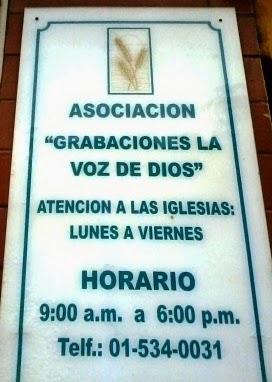 ASOCIACION
“GRABACIONES LA
VOZ DE DIOS”
ATENCION A LAS IGLESIAS:
LUNES A VIERNES
HORARIO
9:00 a.m. a 6:00 p.m.
Telf.: 01-534-0031